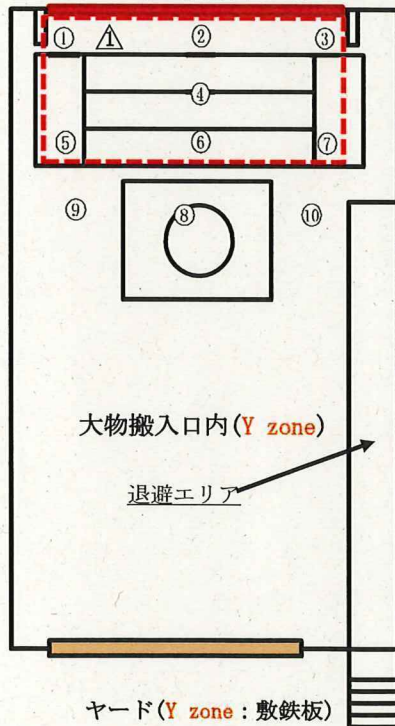 ① 1 ② ③
④
⑤ ⑥ ⑦
⑨ ⑧ ⑩
大物搬入口内(Y zone)
退避エリア
ヤード(Y zone：敷鉄板)